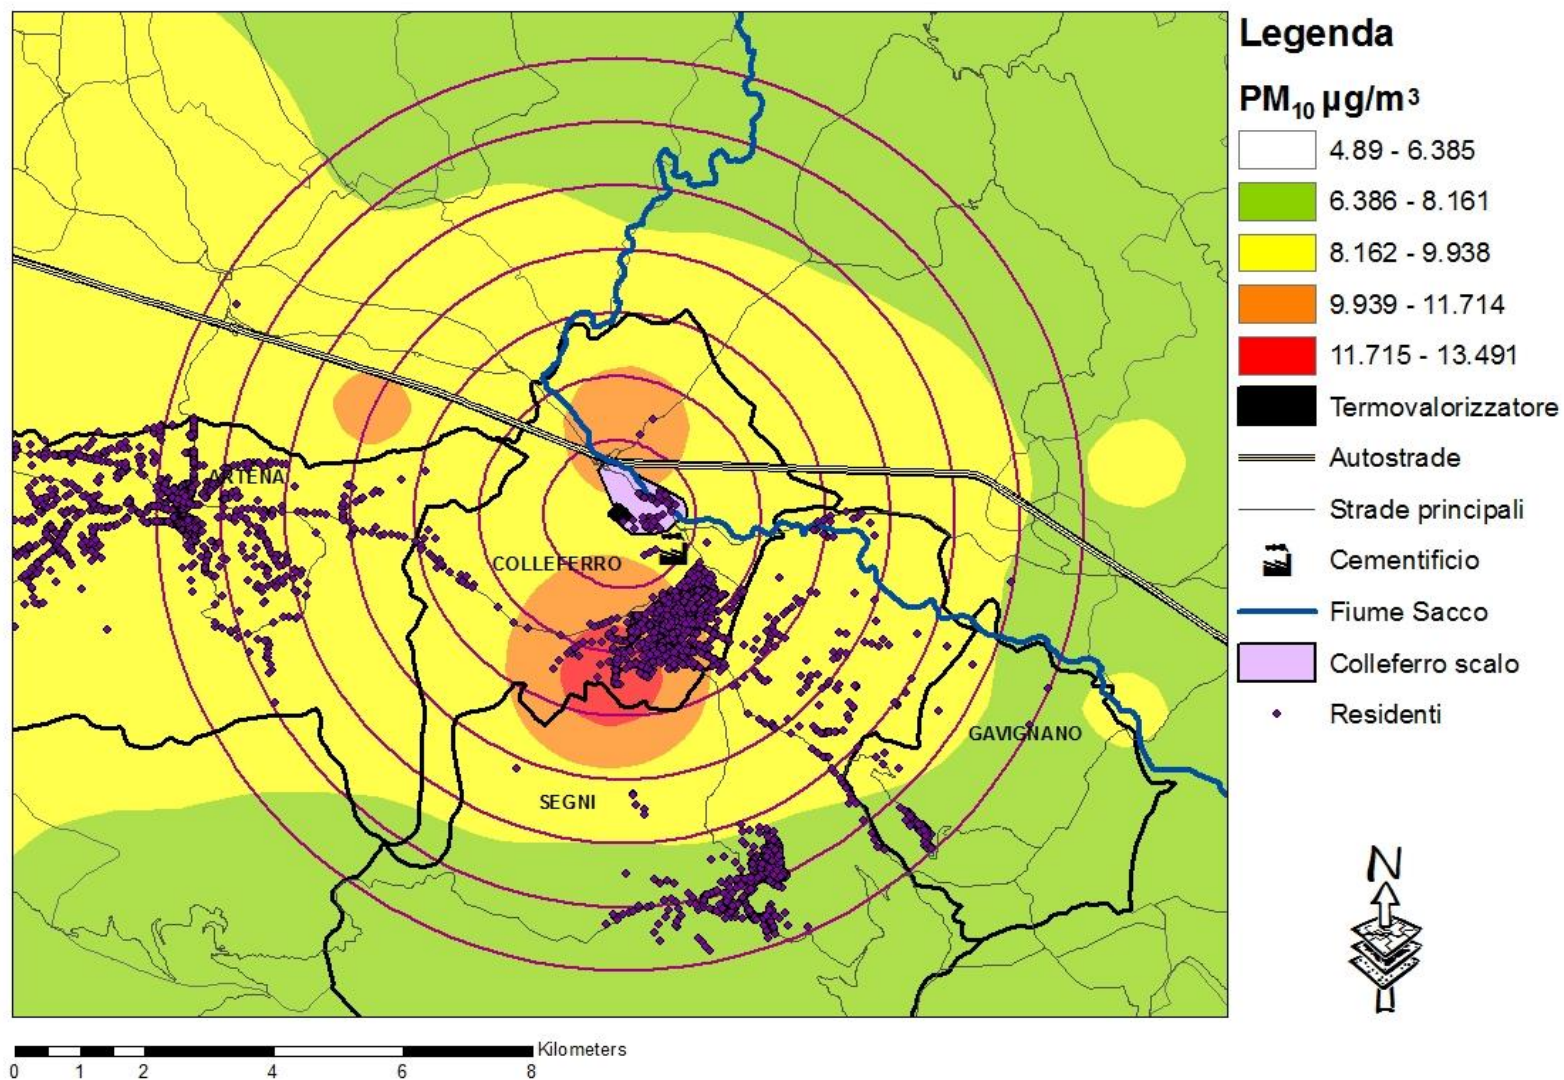 Legenda
PM10 µg/m3
4.89 - 6.385
6.386 - 8.161
8.162 - 9.938
9.939 - 11.714
11.715 - 13.491
Termovalorizzatore
Autostrade
Strade principali
Cementificio
Fiume Sacco
Colleferro scalo
Residenti
ARTENA
COLLEFERRO
GAVIGNANO
SEGNI
N
Kilometers
0 1 2 4 6 8